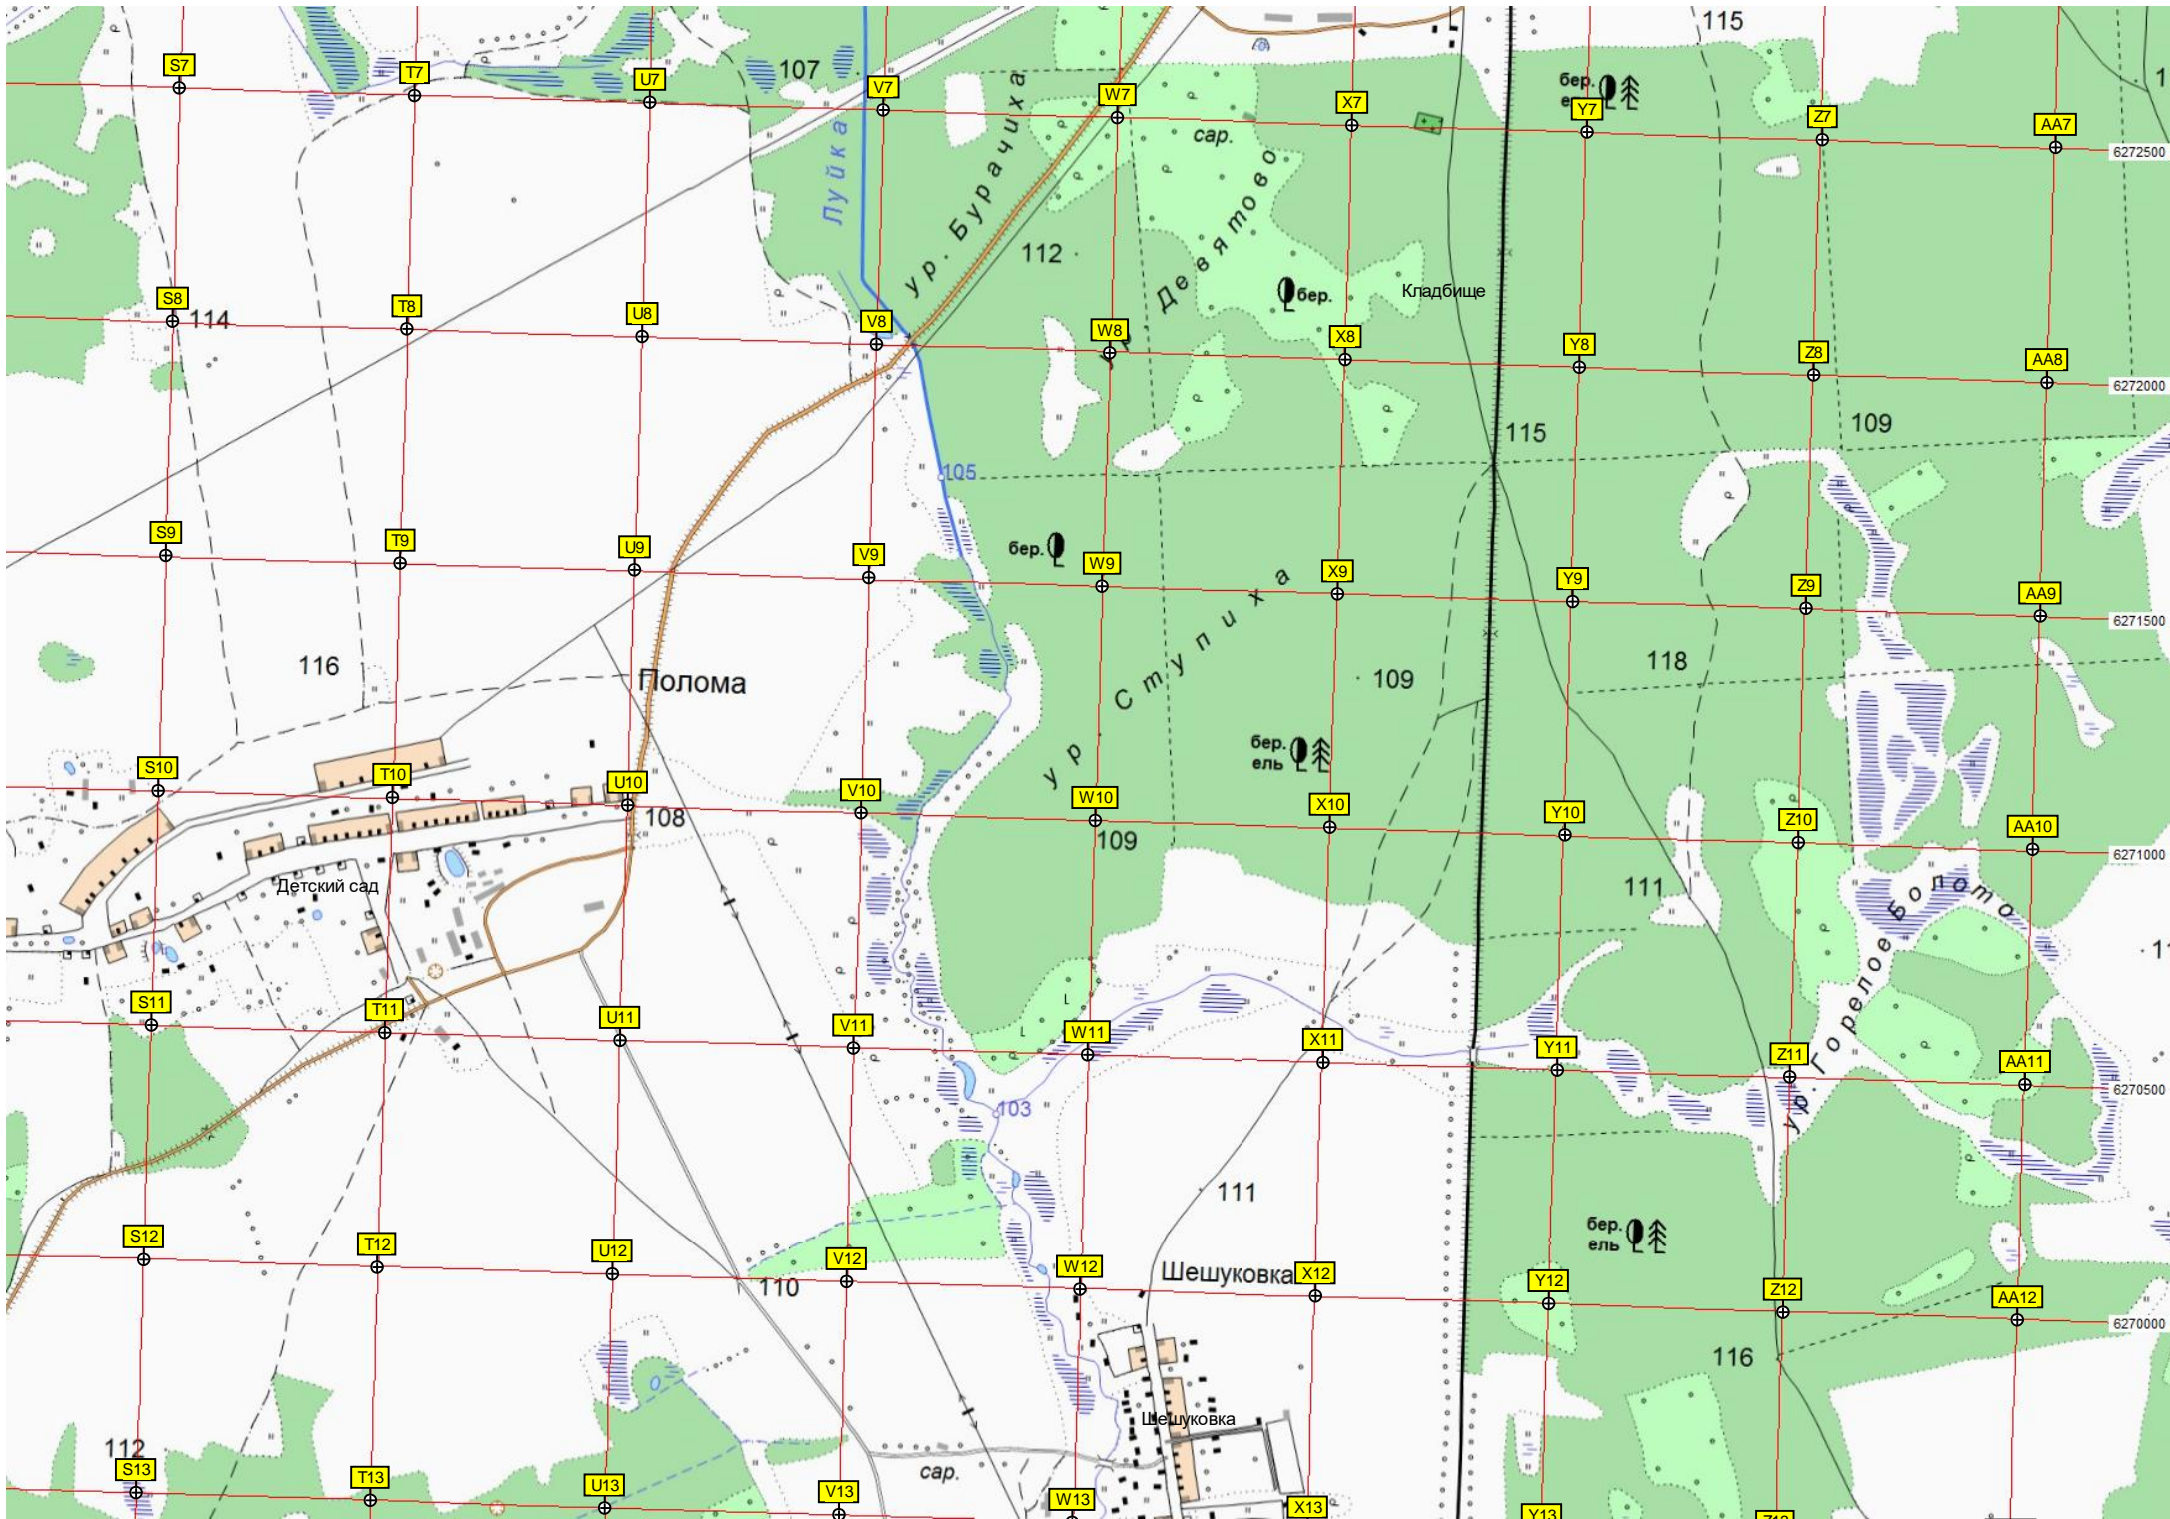 115
S7
T7
U7
107
V7
W7
X7
бер.
Y7
Z7
AA7
6272500
Луйка
ур. Бурачиха
сар.
ур. Девятово
112
бер.
Кладбище
S8
114
T8
U8
V8
W8
X8
Y8
Z8
AA8
6272000
115
109
105
S9
T9
U9
V9
бер.
W9
X9
Y9
Z9
AA9
6271500
116
Полома
ур. Ступиха
109
118
бер.
ель
S10
T10
U10
108
V10
W10
109
X10
Y10
Z10
AA10
6271000
Детский сад
111
ур. Горелое Болото
S11
T11
U11
V11
W11
X11
Y11
Z11
AA11
6270500
103
111
бер.
ель
S12
T12
U12
110
V12
W12
Шешуковка
X12
Y12
Z12
AA12
6270000
116
Шешуковка
112
сар.
S13
T13
U13
V13
W13
X13
Y13